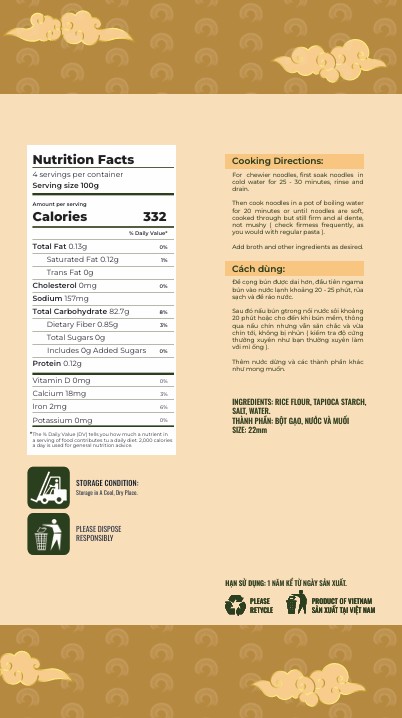 Nutrition Facts
4 servings per container
Serving size 100g
Amount per serving
Calories 332
% Daily Value*
Total Fat 0.13g 0%
Saturated Fat 0.12g 1%
Trans Fat 0g
Cholesterol 0mg 0%
Sodium 157mg
Total Carbohydrate 82.7g 8%
Dietary Fiber 0.85g 3%
Total Sugars 0g
Includes 0g Added Sugars 0%
Protein 0.12g
Vitamin D 0mg 0%
Calcium 18mg 3%
Iron 2mg 6%
Potassium 0mg 0%
*The % Daily Value (DV) tells you how much a nutrient in
a serving of food contributes to a daily diet. 2,000 calories
a day is used for general nutrition advice.
STORAGE CONDITION:
Storage in A Cool, Dry Place.
PLEASE DISPOSE
RESPONSIBLY
Cooking Directions:
For chewier noodles, first soak noodles in
cold water for 25 - 30 minutes, rinse and
drain.
Then cook noodles in a pot of boiling water
for 20 minutes or until noodles are soft,
cooked through but still firm and al dente,
not mushy ( check firmness frequently, as
you would with regular pasta ).
Add broth and other ingredients as desired.
Cách dùng:
Để cọng bún được dai hơn, đầu tiên ngâm
bún vào nước lạnh khoảng 20 - 25 phút, rửa
sạch và để ráo nước.
Sau đó nấu bún gtrong nồi nước sôi khoảng
20 phút hoặc cho đến khi bún mềm, thông
qua nấu chín nhưng vẫn săn chắc và vừa
chín tới, không bị nhũn ( kiểm tra độ cứng
thường xuyên như bạn thường xuyên làm
với mì ống ).
Thêm nước dừng và các thành phần khác
như mong muốn.
INGREDIENTS: RICE FLOUR, TAPIOCA STARCH,
SALT, WATER.
THÀNH PHẦN: BỘT GẠO, NƯỚC VÀ MUỐI
SIZE: 22mm
HẠN SỬ DỤNG: 1 NĂM KỂ TỪ NGÀY SẢN XUẤT.
PLEASE
RECYCLE
PRODUCT OF VIETNAM
SẢN XUẤT TẠI VIỆT NAM